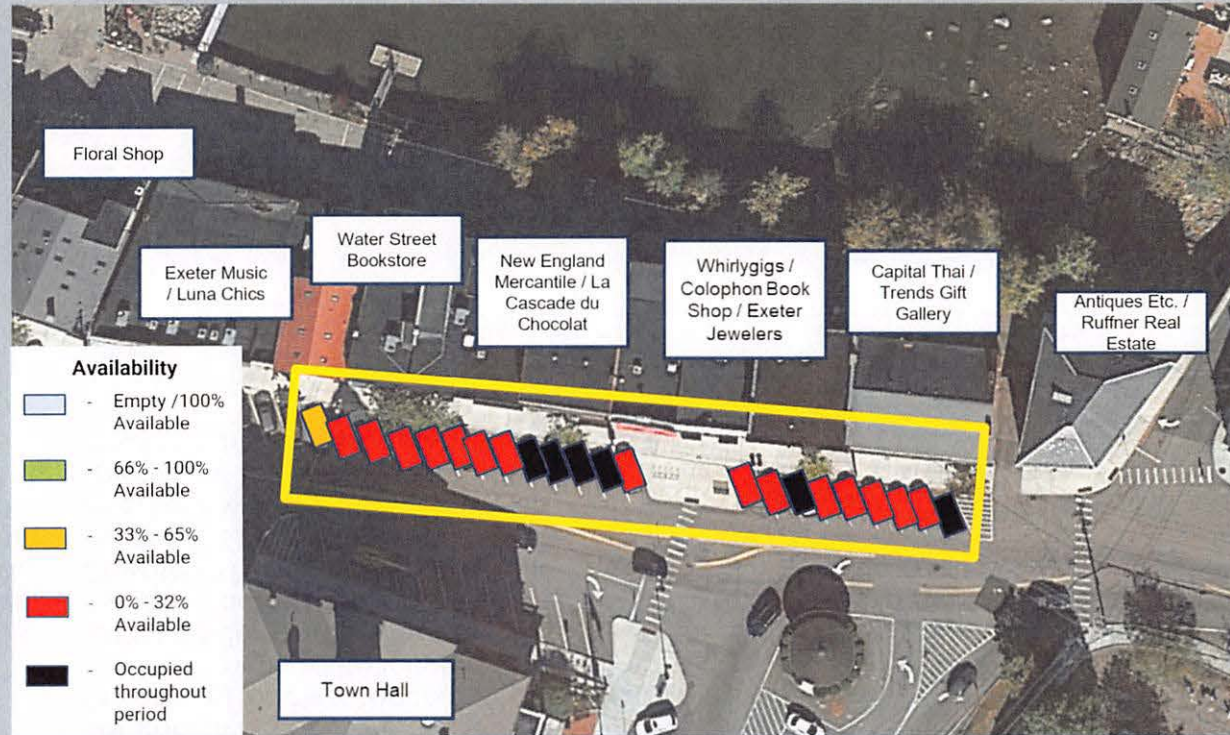 Floral Shop
Exeter Music
/ Luna Chics
Water Street
Bookstore
New England
Mercantile / La
Cascade du
Chocolat
Whirlygigs /
Colophon Book
Shop / Exeter
Jewelers
Capital Thai /
Trends Gift
Gallery
Antiques Etc. /
Ruffner Real
Estate
Availability
- Empty /100%
Available
- 66% - 100%
Available
- 33% - 65%
Available
- 0% - 32%
Available
- Occupied
throughout
period
Town Hall